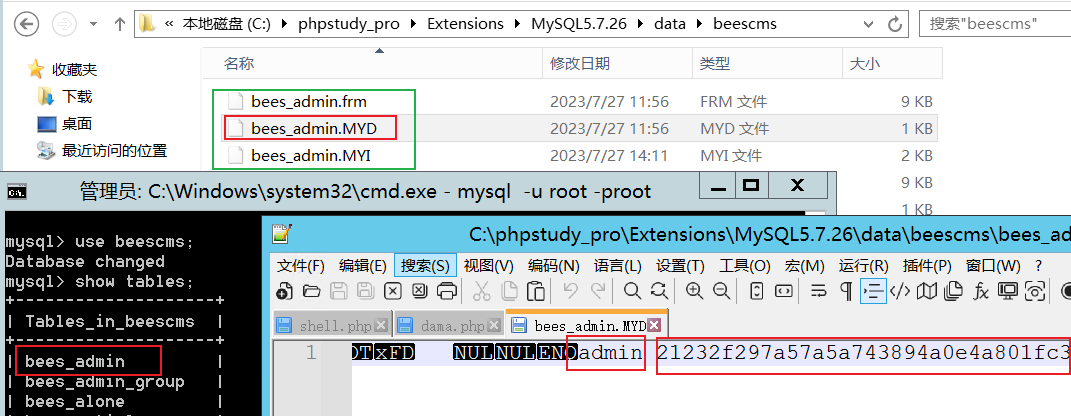 本地磁盘 (C:) ▸ phpstudy_pro ▸ Extensions ▸ MySQL5.7.26 ▸ data ▸ beescms
搜索"beescms"
收藏夹
下载
桌面
最近访问的位置
名称 修改日期 类型 大小
bees_admin.frm 2023/7/27 11:56 FRM 文件 9 KB
bees_admin.MYD 2023/7/27 11:56 MYD 文件 1 KB
bees_admin.MYI 2023/7/27 14:11 MYI 文件 2 KB
9 KB
1 KB
管理员: C:\Windows\system32\cmd.exe - mysql -u root -proot
mysql> use beescms;
Database changed
mysql> show tables;
+----------------------+
| Tables_in_beescms |
+----------------------+
| bees_admin |
| bees_admin_group |
| bees_alone |
C:\phpstudy_pro\Extensions\MySQL5.7.26\data\beescms\bees_ad
文件(F) 编辑(E) 搜索(S) 视图(V) 编码(N) 语言(L) 设置(T) 工具(O) 宏(M) 运行(R) 插件(P) 窗口(W) ?
shell.php dama.php bees_admin.MYD
1 xFD NUL NUL admin 21232f297a57a5a743894a0e4a801fc3